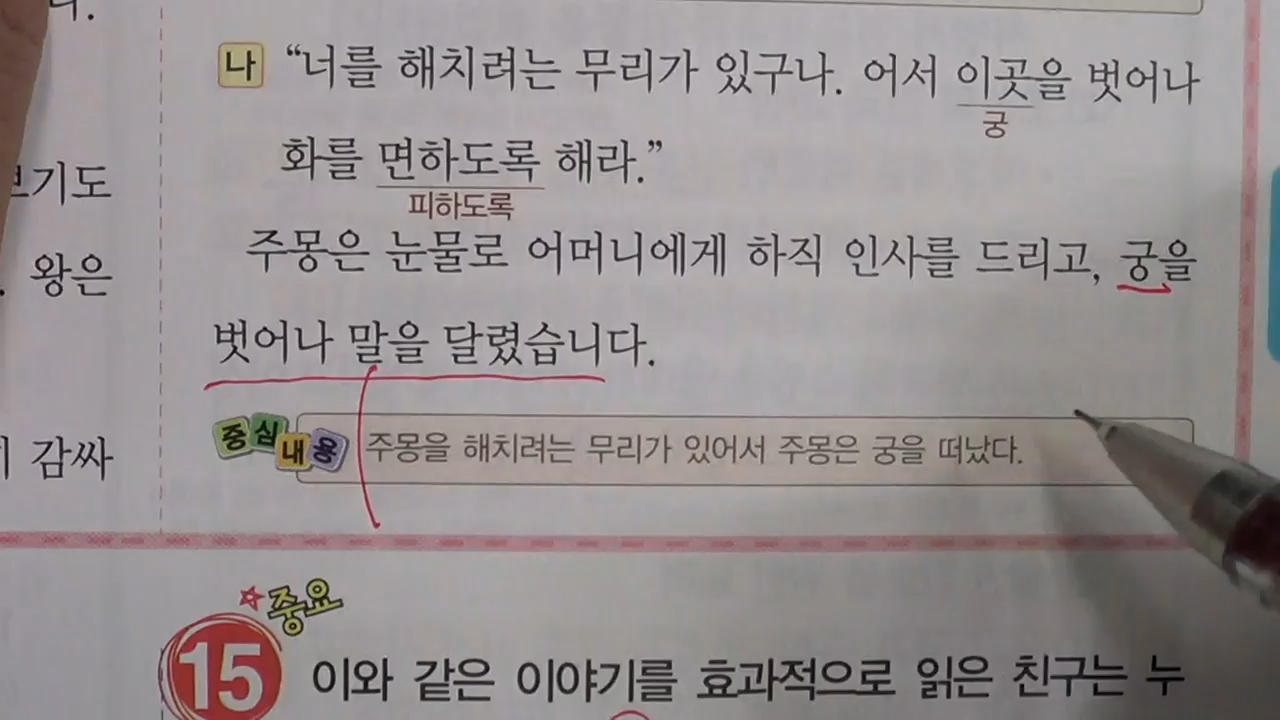 나 “너를 해치려는 무리가 있구나. 어서 이곳을 벗어나
궁
화를 면하도록 해라.”
피하도록
주몽은 눈물로 어머니에게 하직 인사를 드리고, 궁을
벗어나 말을 달렸습니다.
중심내용 주몽을 해치려는 무리가 있어서 주몽은 궁을 떠났다.
기도
왕은
감싸
중요
15 이와 같은 이야기를 효과적으로 읽은 친구는 누